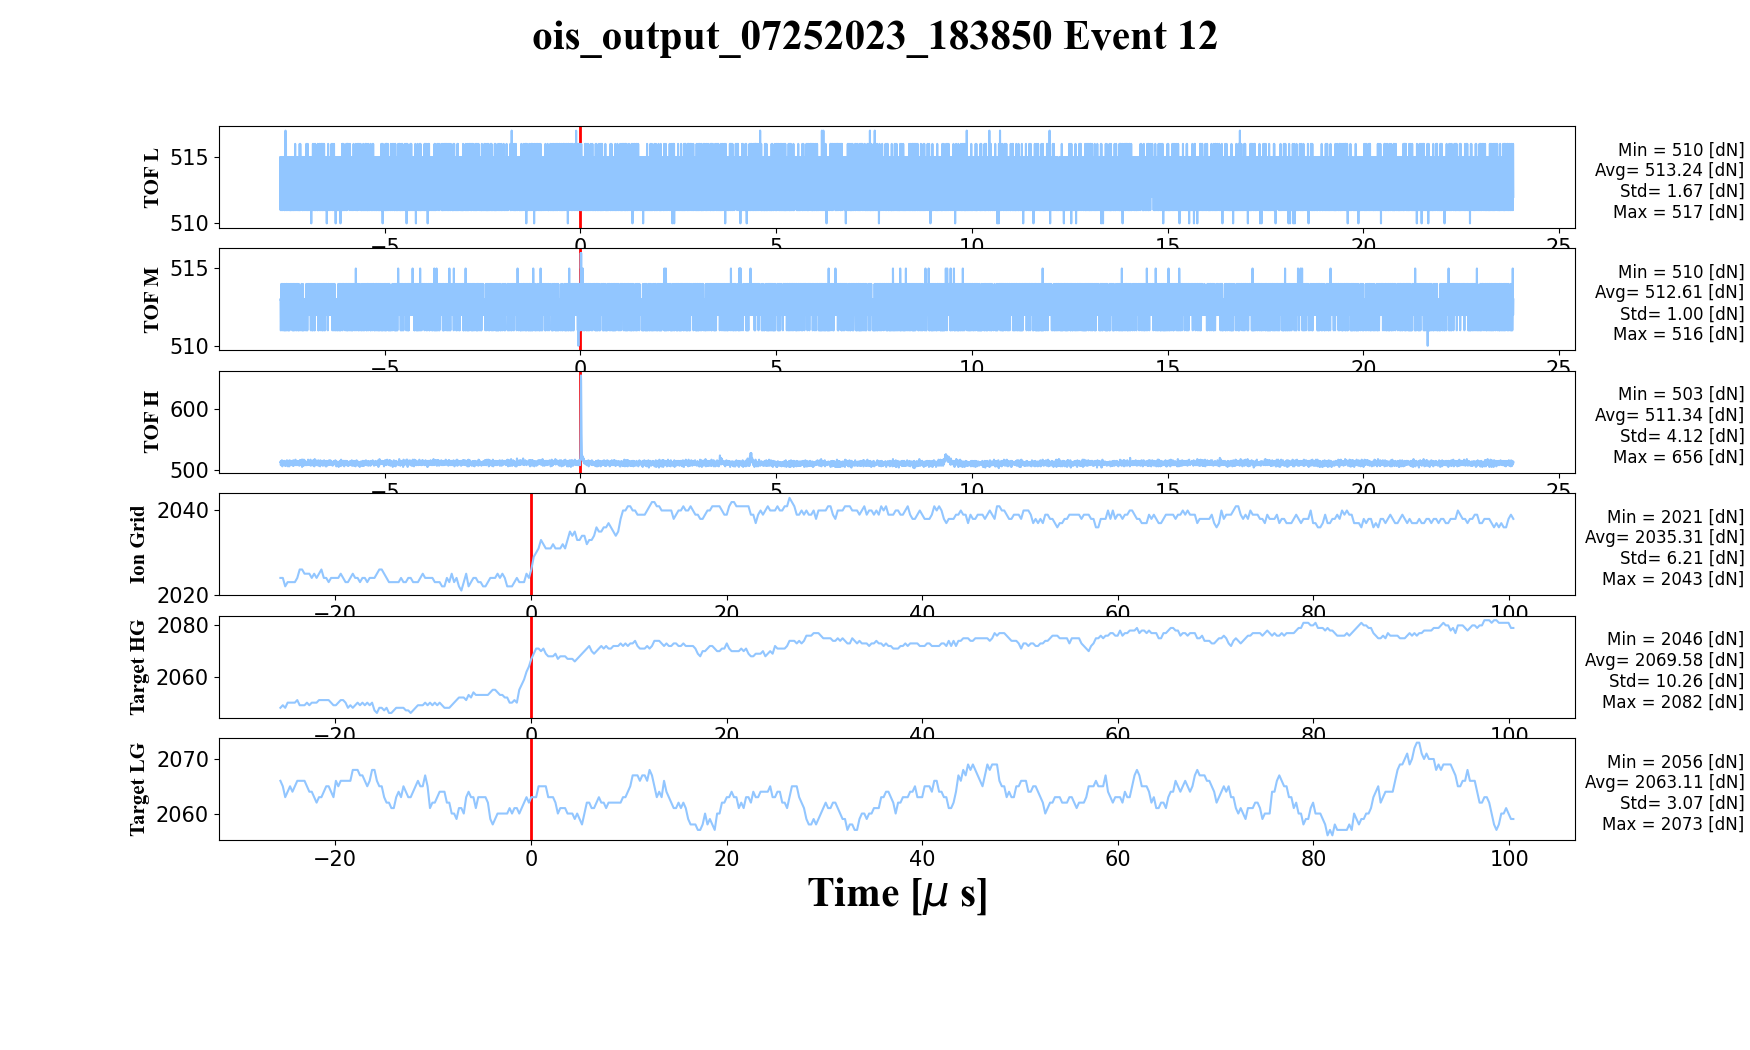 ois_output_07252023_183850 Event 12
TOF L
515
510
−5 0 5 10 15 20 25
Min = 510 [dN]
Avg= 513.24 [dN]
Std= 1.67 [dN]
Max = 517 [dN]
TOF M
515
510
−5 0 5 10 15 20 25
Min = 510 [dN]
Avg= 512.61 [dN]
Std= 1.00 [dN]
Max = 516 [dN]
TOF H
600
500
−5 0 5 10 15 20 25
Min = 503 [dN]
Avg= 511.34 [dN]
Std= 4.12 [dN]
Max = 656 [dN]
Ion Grid
2040
2020
−20 0 20 40 60 80 100
Min = 2021 [dN]
Avg= 2035.31 [dN]
Std= 6.21 [dN]
Max = 2043 [dN]
Target HG
2080
2060
−20 0 20 40 60 80 100
Min = 2046 [dN]
Avg= 2069.58 [dN]
Std= 10.26 [dN]
Max = 2082 [dN]
Target LG
2070
2060
−20 0 20 40 60 80 100
Min = 2056 [dN]
Avg= 2063.11 [dN]
Std= 3.07 [dN]
Max = 2073 [dN]
Time [μ s]